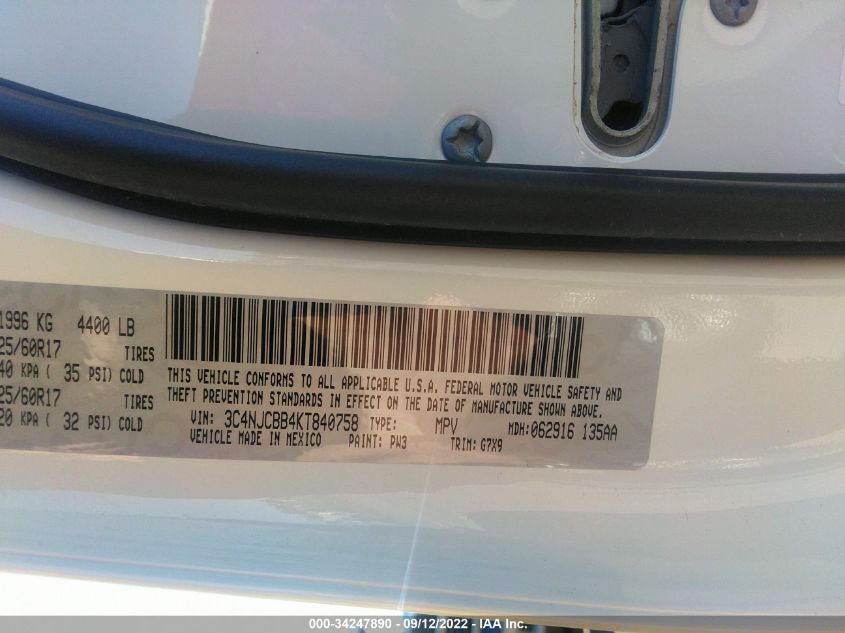 1996 KG 4400 LB
25/60R17 TIRES
40 KPA ( 35 PSI) COLD
25/60R17 TIRES
20 KPA ( 32 PSI) COLD
THIS VEHICLE CONFORMS TO ALL APPLICABLE U.S.A. FEDERAL MOTOR VEHICLE SAFETY AND
THEFT PREVENTION STANDARDS IN EFFECT ON THE DATE OF MANUFACTURE SHOWN ABOVE.
VIN: 3C4NJCBB4KT840758 TYPE: MPV MDH:062916 135AA
VEHICLE MADE IN MEXICO PAINT: PW3 TRIM: G7X9
000-34247890 - 09/12/2022 - www.iaai.com